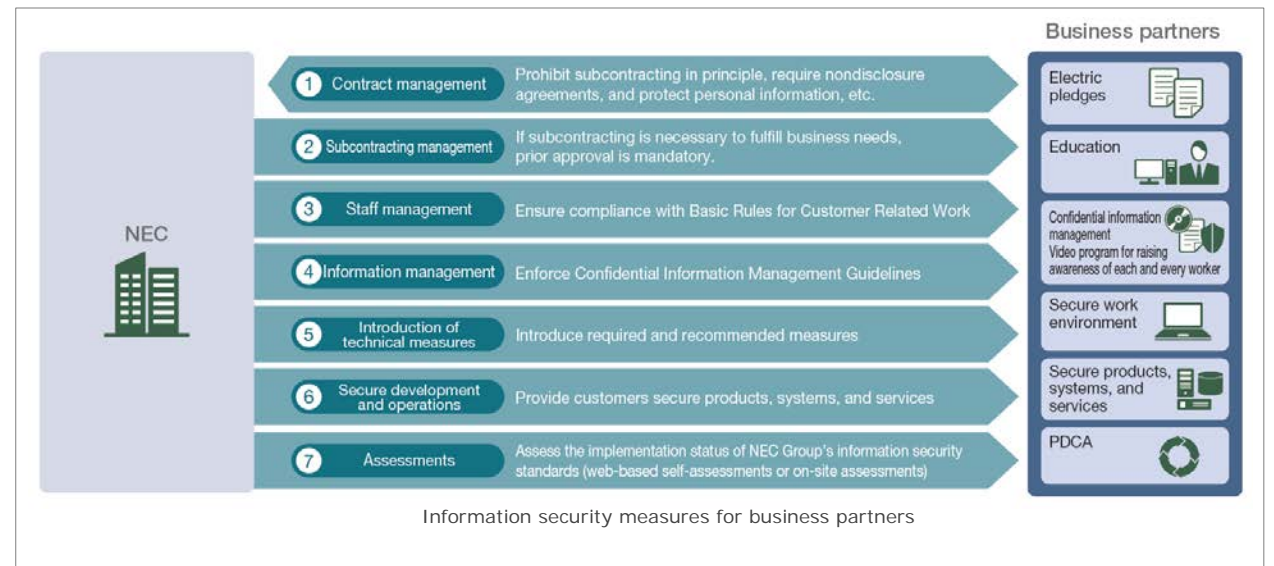 Business partners
NEC
1 Contract management
Prohibit subcontracting in principle, require nondisclosure
agreements, and protect personal information, etc.
2 Subcontracting management
If subcontracting is necessary to fulfill business needs,
prior approval is mandatory.
3 Staff management
Ensure compliance with Basic Rules for Customer Related Work
4 Information management
Enforce Confidential Information Management Guidelines
5 Introduction of
technical measures
Introduce required and recommended measures
6 Secure development
and operations
Provide customers secure products, systems, and services
7 Assessments
Assess the implementation status of NEC Group's information security
standards (web-based self-assessments or on-site assessments)
Electric
pledges
Education
Confidential information
management
Video program for raising
awareness of each and every worker
Secure work
environment
Secure products,
systems, and
services
PDCA
Information security measures for business partners